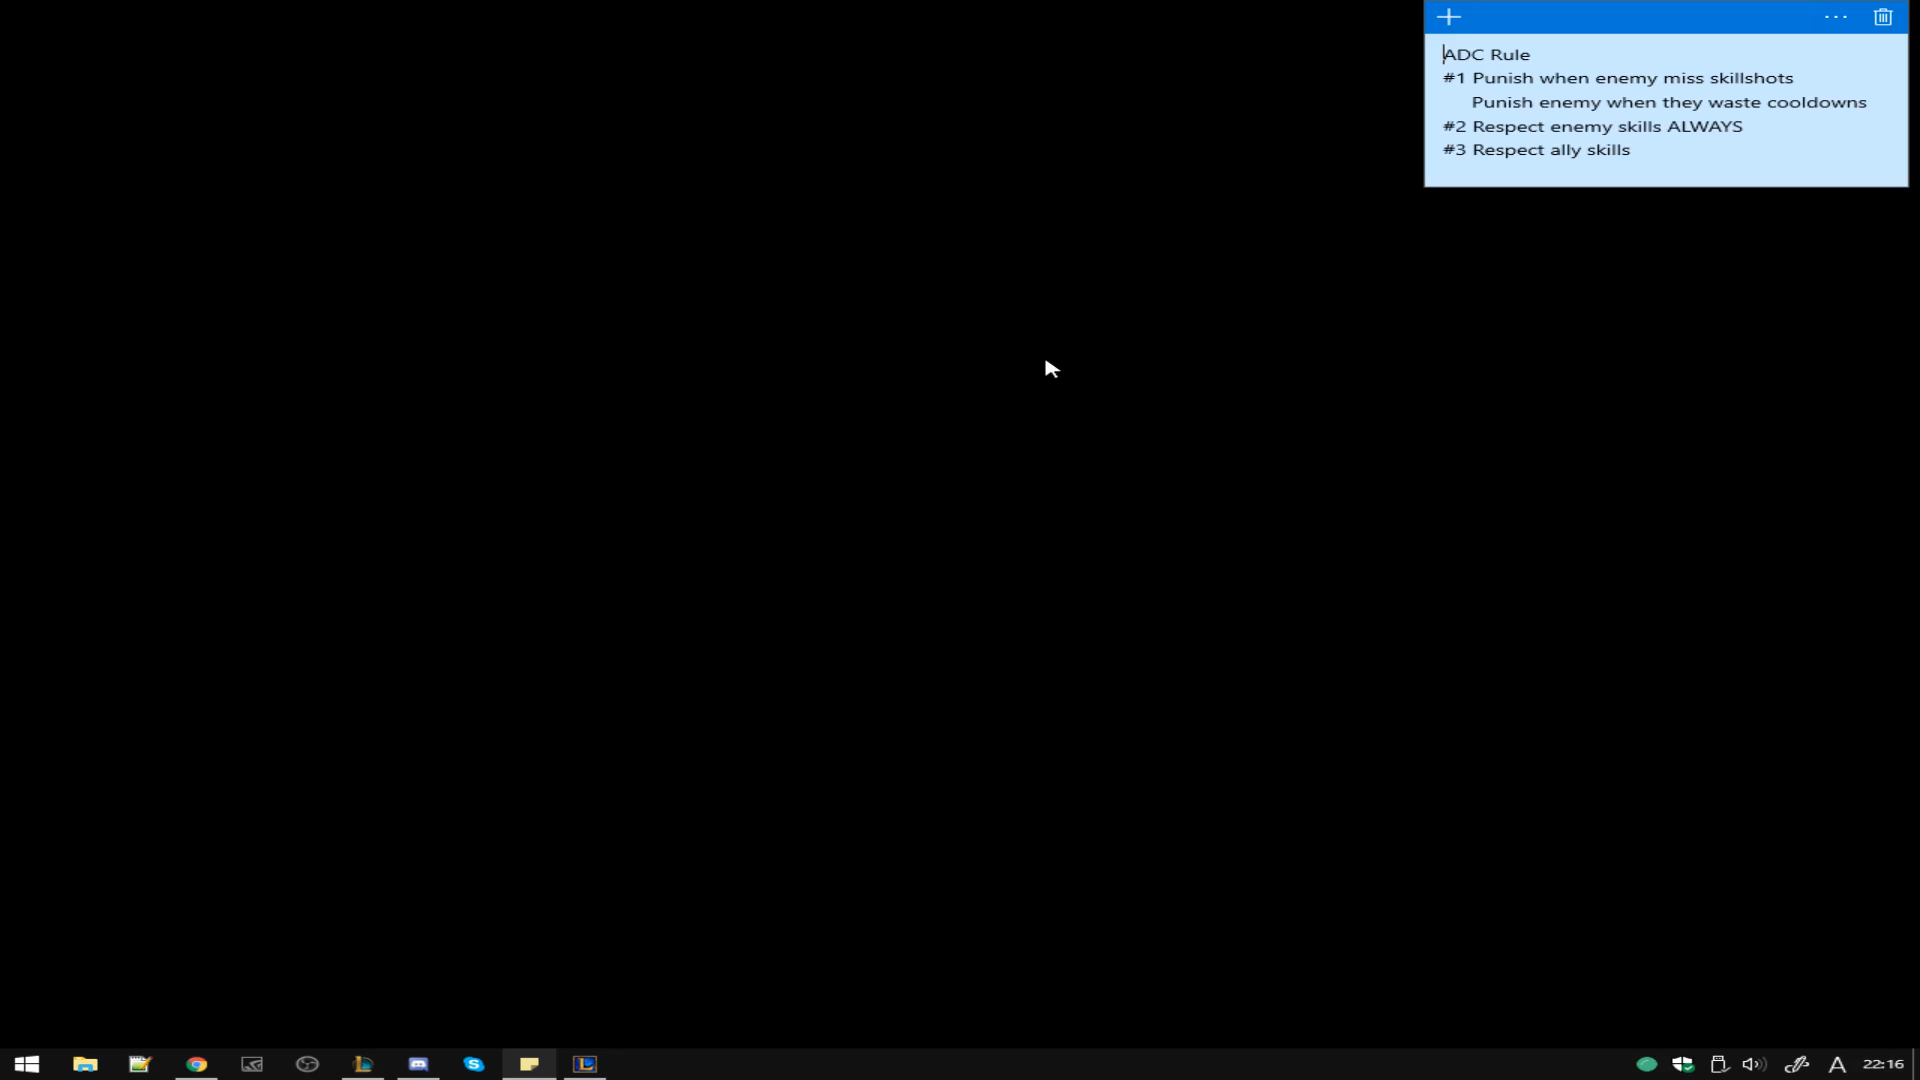 ADC Rule
#1 Punish when enemy miss skillshots
Punish enemy when they waste cooldowns
#2 Respect enemy skills ALWAYS
#3 Respect ally skills
A 22:16